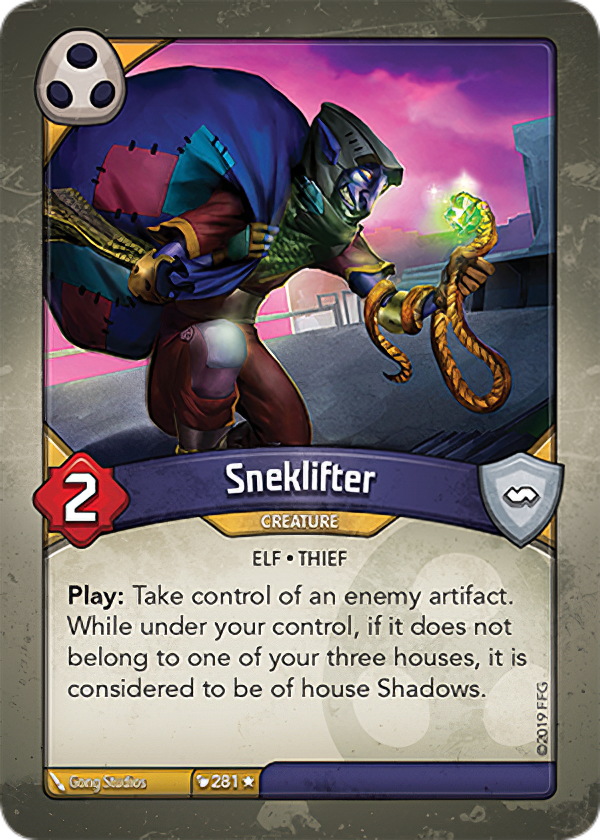 Sneklifter
2
CREATURE
ELF • THIEF
Play: Take control of an enemy artifact.
While under your control, if it does not
belong to one of your three houses, it is
considered to be of house Shadows.
©2019 FFG
Gong Studios
281